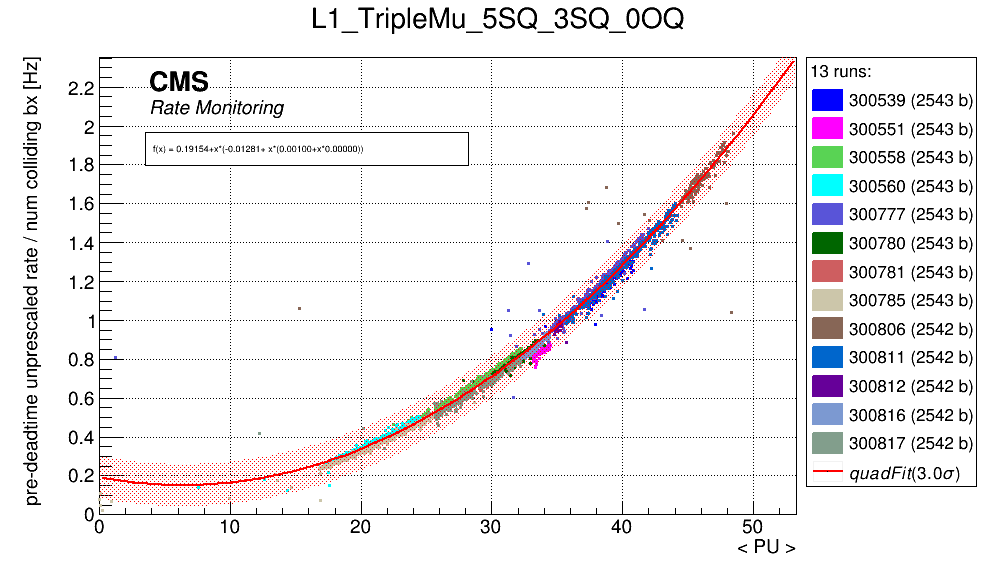 L1_TripleMu_5SQ_3SQ_0OQ
pre-deadtime unprescaled rate / num colliding bx [Hz]
CMS
Rate Monitoring
f(x) = 0.19154+x*(-0.01281+ x*(0.00100+x*0.00000))
2.2
2
1.8
1.6
1.4
1.2
1
0.8
0.6
0.4
0.2
0
0 10 20 30 40 50
< PU >
13 runs:
300539 (2543 b)
300551 (2543 b)
300558 (2543 b)
300560 (2543 b)
300777 (2543 b)
300780 (2543 b)
300781 (2543 b)
300785 (2543 b)
300806 (2542 b)
300811 (2542 b)
300812 (2542 b)
300816 (2542 b)
300817 (2542 b)
quadFit(3.0σ)